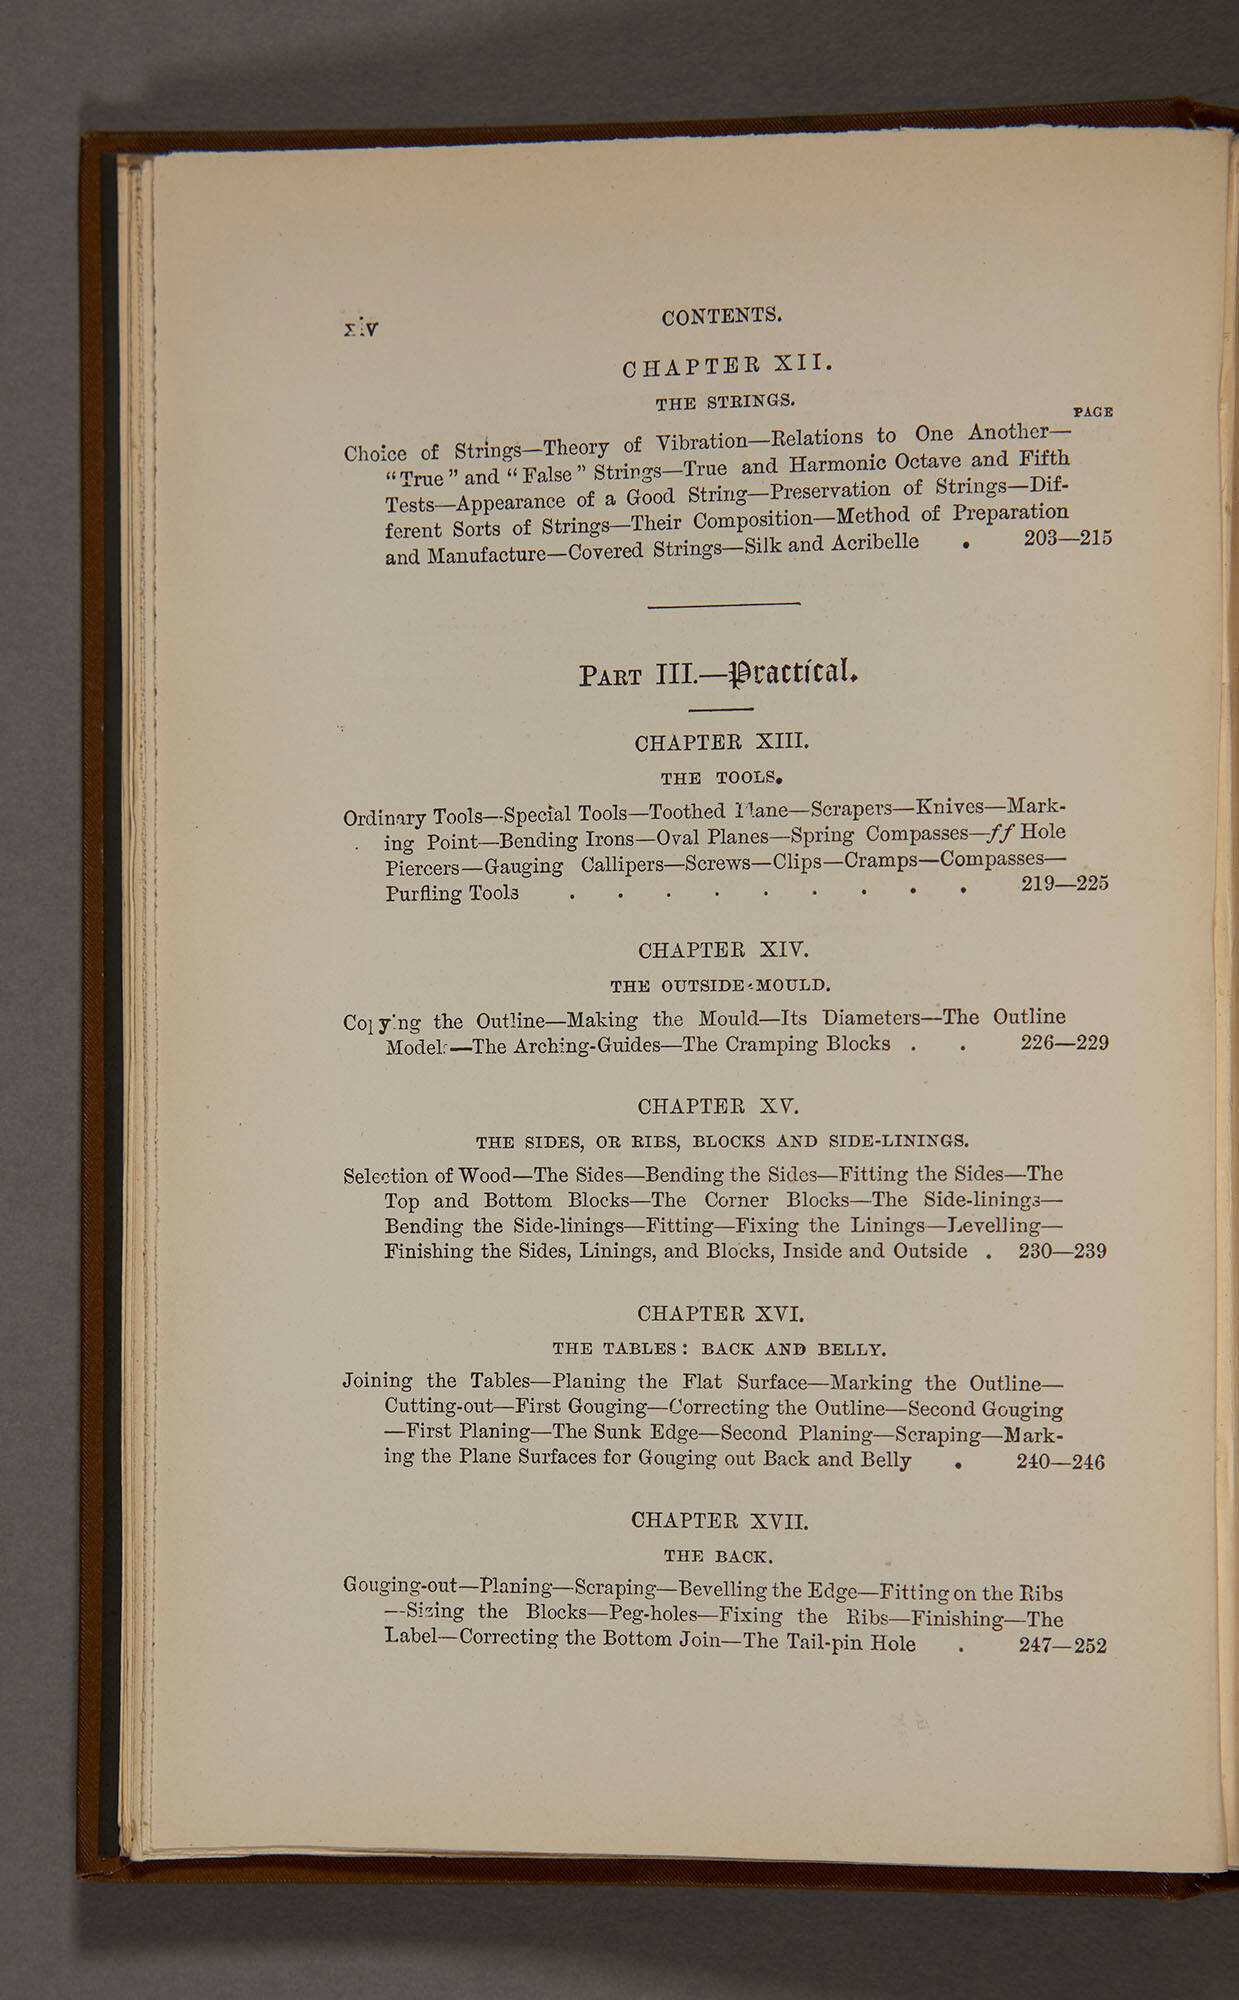 xiv
CONTENTS.
CHAPTER XII.
THE STRINGS.
PAGE
Choice of Strings—Theory of Vibration—Relations to One Another—
“True” and “False” Strings—True and Harmonic Octave and Fifth
Tests—Appearance of a Good String—Preservation of Strings—Dif-
ferent Sorts of Strings—Their Composition—Method of Preparation
and Manufacture—Covered Strings—Silk and Acribelle . 203—215
PART III.—Practical.
CHAPTER XIII.
THE TOOLS.
Ordinary Tools—Special Tools—Toothed Plane—Scrapers—Knives—Mark-
ing Point—Bending Irons—Oval Planes—Spring Compasses—ff Hole
Piercers—Gauging Callipers—Screws—Clips—Cramps—Compasses—
Purfling Tools . . . . . . . . . 219—225
CHAPTER XIV.
THE OUTSIDE-MOULD.
Copying the Outline—Making the Mould—Its Diameters—The Outline
Models—The Arching-Guides—The Cramping Blocks . . 226—229
CHAPTER XV.
THE SIDES, OR RIBS, BLOCKS AND SIDE-LININGS.
Selection of Wood—The Sides—Bending the Sides—Fitting the Sides—The
Top and Bottom Blocks—The Corner Blocks—The Side-linings—
Bending the Side-linings—Fitting—Fixing the Linings—Levelling—
Finishing the Sides, Linings, and Blocks, Inside and Outside . 230—239
CHAPTER XVI.
THE TABLES: BACK AND BELLY.
Joining the Tables—Planing the Flat Surface—Marking the Outline—
Cutting-out—First Gouging—Correcting the Outline—Second Gouging
—First Planing—The Sunk Edge—Second Planing—Scraping—Mark-
ing the Plane Surfaces for Gouging out Back and Belly . 240—246
CHAPTER XVII.
THE BACK.
Gouging-out—Planing—Scraping—Bevelling the Edge—Fitting on the Ribs
—Sizing the Blocks—Peg-holes—Fixing the Ribs—Finishing—The
Label—Correcting the Bottom Join—The Tail-pin Hole . 247—252